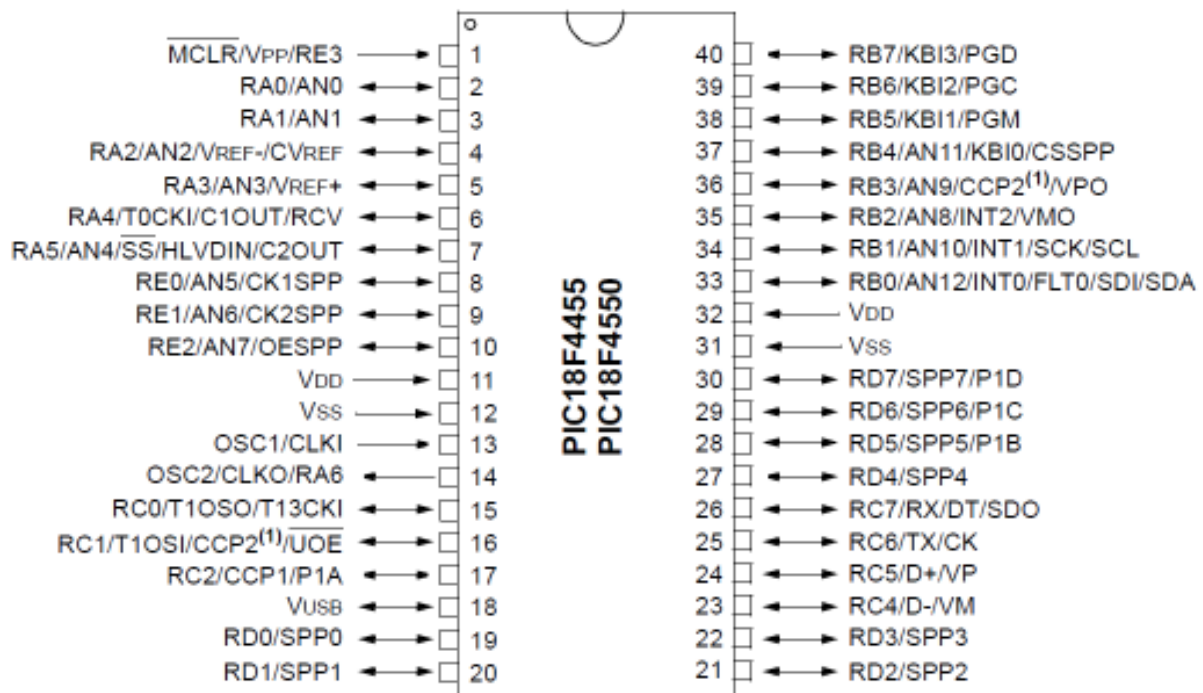 MCLR/VPP/RE3 1
RA0/AN0 2
RA1/AN1 3
RA2/AN2/VREF-/CVREF 4
RA3/AN3/VREF+ 5
RA4/T0CKI/C1OUT/RCV 6
RA5/AN4/SS/HLVDIN/C2OUT 7
RE0/AN5/CK1SPP 8
RE1/AN6/CK2SPP 9
RE2/AN7/OESPP 10
VDD 11
VSS 12
OSC1/CLKI 13
OSC2/CLKO/RA6 14
RC0/T1OSO/T13CKI 15
RC1/T1OSI/CCP2(1)/UOE 16
RC2/CCP1/P1A 17
VUSB 18
RD0/SPP0 19
RD1/SPP1 20
PIC18F4455
PIC18F4550
40 RB7/KBI3/PGD
39 RB6/KBI2/PGC
38 RB5/KBI1/PGM
37 RB4/AN11/KBI0/CSSPP
36 RB3/AN9/CCP2(1)/VPO
35 RB2/AN8/INT2/VMO
34 RB1/AN10/INT1/SCK/SCL
33 RB0/AN12/INT0/FLT0/SDI/SDA
32 VDD
31 VSS
30 RD7/SPP7/P1D
29 RD6/SPP6/P1C
28 RD5/SPP5/P1B
27 RD4/SPP4
26 RC7/RX/DT/SDO
25 RC6/TX/CK
24 RC5/D+/VP
23 RC4/D-/VM
22 RD3/SPP3
21 RD2/SPP2